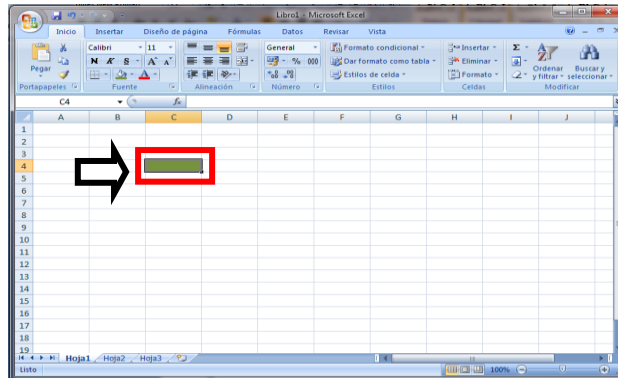 Libro1 - Microsoft Excel
Inicio Insertar Diseño de página Fórmulas Datos Revisar Vista
Pegar
Calibri 11
N K S
A A
General
% 000
Formato condicional
Dar formato como tabla
Estilos de celda
Insertar
Eliminar
Formato
Σ
Ordenar y filtrar
Buscar y seleccionar
Portapapeles Fuente Alineación Número Estilos Celdas Modificar
C4 fx
A B C D E F G H I J
1
2
3
4
5
6
7
8
9
10
11
12
13
14
15
16
17
18
19
Hoja1 Hoja2 Hoja3
Listo 100%